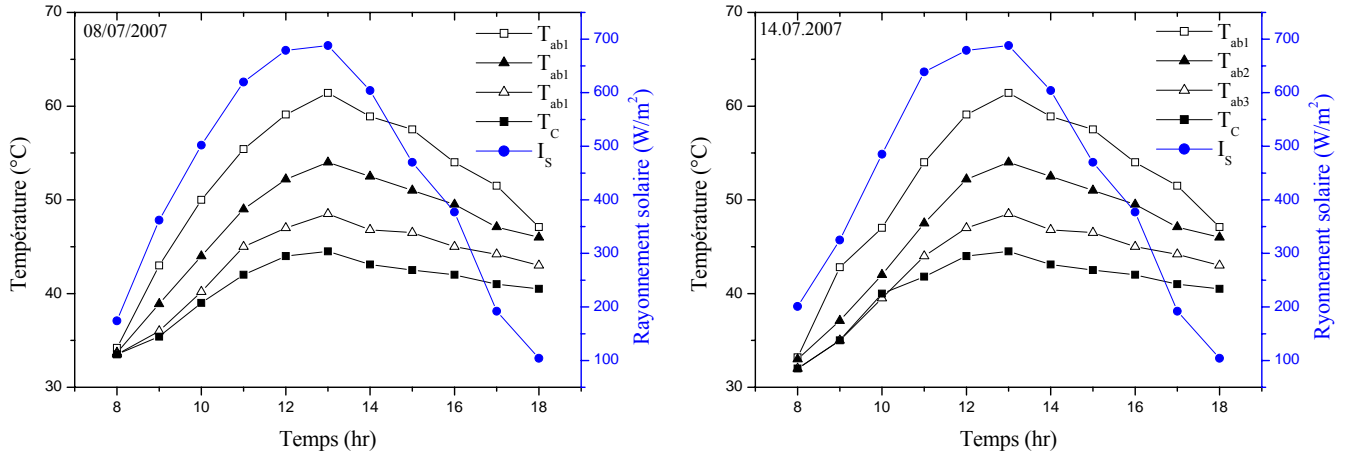 08/07/2007
T_ab1
T_ab1
T_ab1
T_C
I_S
70
60
50
40
30
Température (°C)
8
10
12
14
16
18
Temps (hr)
700
600
500
400
300
200
100
Rayonnement solaire (W/m²)
14.07.2007
T_ab1
T_ab2
T_ab3
T_C
I_S
70
60
50
40
30
Température (°C)
8
10
12
14
16
18
Temps (hr)
700
600
500
400
300
200
100
Ryonnement solaire (W/m²)